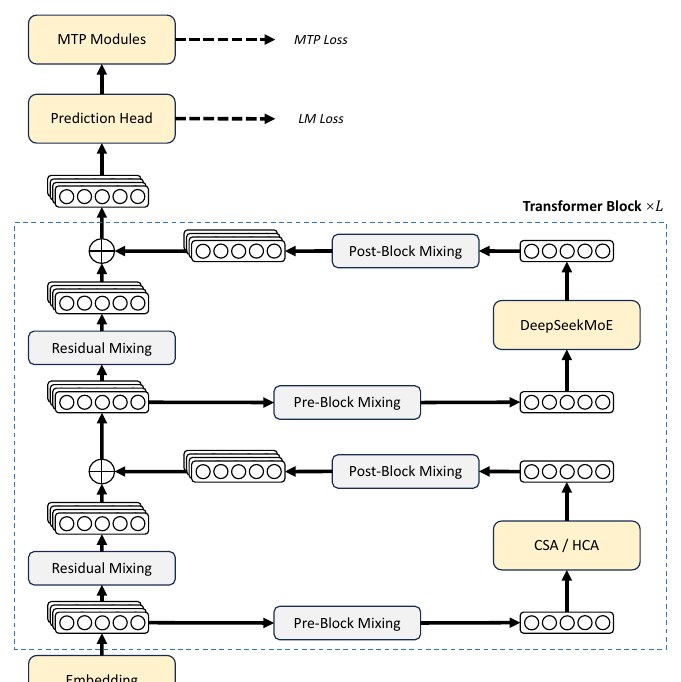 MTP Modules
MTP Loss
Prediction Head
LM Loss
Transformer Block ×L
Post-Block Mixing
DeepSeekMoE
Residual Mixing
Pre-Block Mixing
Post-Block Mixing
CSA / HCA
Residual Mixing
Pre-Block Mixing
Embedding